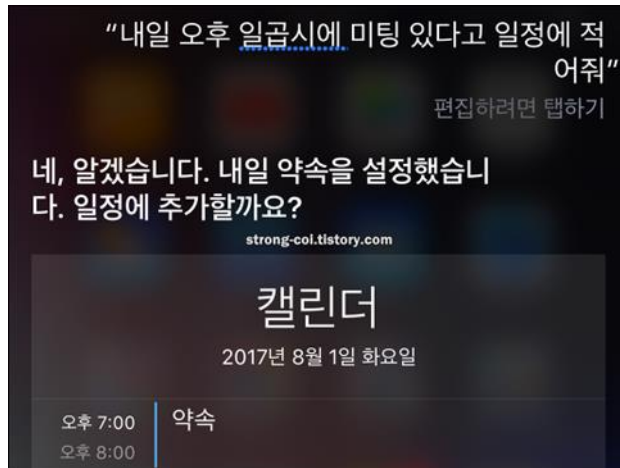 “내일 오후 일곱시에 미팅 있다고 일정에 적
어줘”
편집하려면 탭하기
네, 알겠습니다. 내일 약속을 설정했습니
다. 일정에 추가할까요?
strong-coi.tistory.com
캘린더
2017년 8월 1일 화요일
오후 7:00 약속
오후 8:00